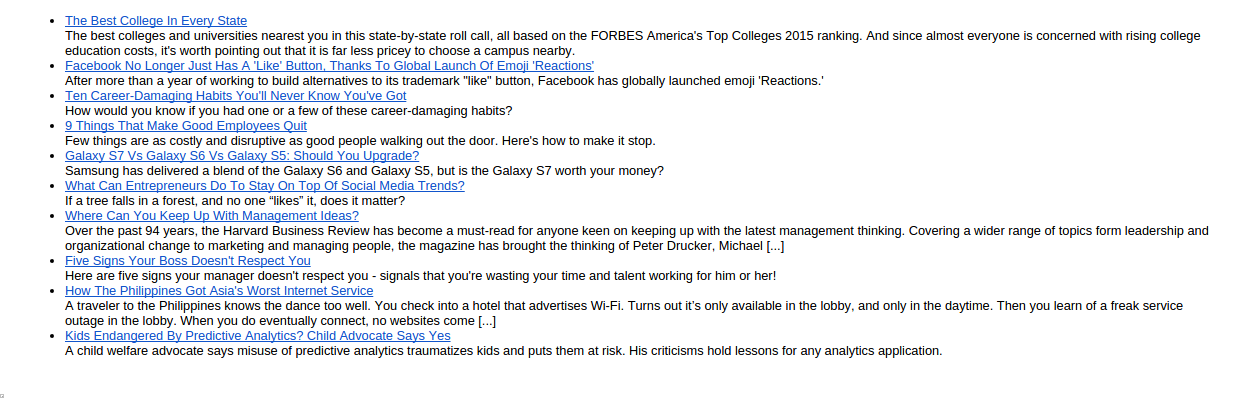 The Best College In Every State
The best colleges and universities nearest you in this state-by-state roll call, all based on the FORBES America's Top Colleges 2015 ranking. And since almost everyone is concerned with rising college
education costs, it's worth pointing out that it is far less pricey to choose a campus nearby.
Facebook No Longer Just Has A 'Like' Button, Thanks To Global Launch Of Emoji 'Reactions'
After more than a year of working to build alternatives to its trademark "like" button, Facebook has globally launched emoji 'Reactions.'
Ten Career-Damaging Habits You'll Never Know You've Got
How would you know if you had one or a few of these career-damaging habits?
9 Things That Make Good Employees Quit
Few things are as costly and disruptive as good people walking out the door. Here's how to make it stop.
Galaxy S7 Vs Galaxy S6 Vs Galaxy S5: Should You Upgrade?
Samsung has delivered a blend of the Galaxy S6 and Galaxy S5, but is the Galaxy S7 worth your money?
What Can Entrepreneurs Do To Stay On Top Of Social Media Trends?
If a tree falls in a forest, and no one “likes” it, does it matter?
Where Can You Keep Up With Management Ideas?
Over the past 94 years, the Harvard Business Review has become a must-read for anyone keen on keeping up with the latest management thinking. Covering a wider range of topics form leadership and
organizational change to marketing and managing people, the magazine has brought the thinking of Peter Drucker, Michael [...]
Five Signs Your Boss Doesn't Respect You
Here are five signs your manager doesn't respect you - signals that you're wasting your time and talent working for him or her!
How The Philippines Got Asia's Worst Internet Service
A traveler to the Philippines knows the dance too well. You check into a hotel that advertises Wi-Fi. Turns out it’s only available in the lobby, and only in the daytime. Then you learn of a freak service
outage in the lobby. When you do eventually connect, no websites come [...]
Kids Endangered By Predictive Analytics? Child Advocate Says Yes
A child welfare advocate says misuse of predictive analytics traumatizes kids and puts them at risk. His criticisms hold lessons for any analytics application.